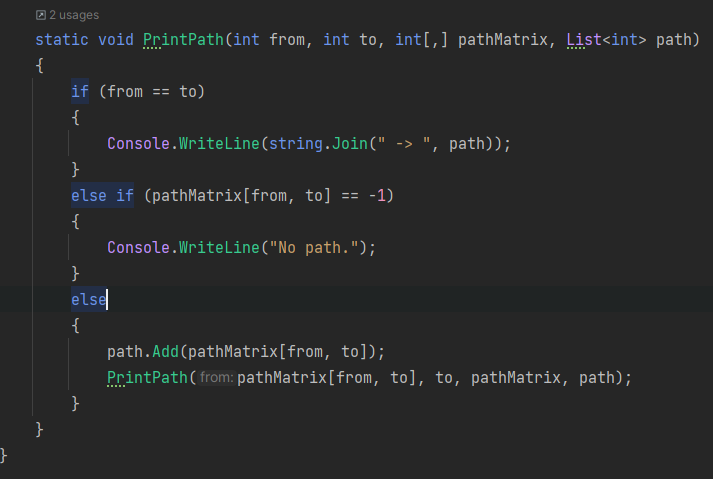 2 usages
static void PrintPath(int from, int to, int[,] pathMatrix, List<int> path)
{
if (from == to)
{
Console.WriteLine(string.Join(" -> ", path));
}
else if (pathMatrix[from, to] == -1)
{
Console.WriteLine("No path.");
}
else
{
path.Add(pathMatrix[from, to]);
PrintPath(from: pathMatrix[from, to], to, pathMatrix, path);
}
}
}